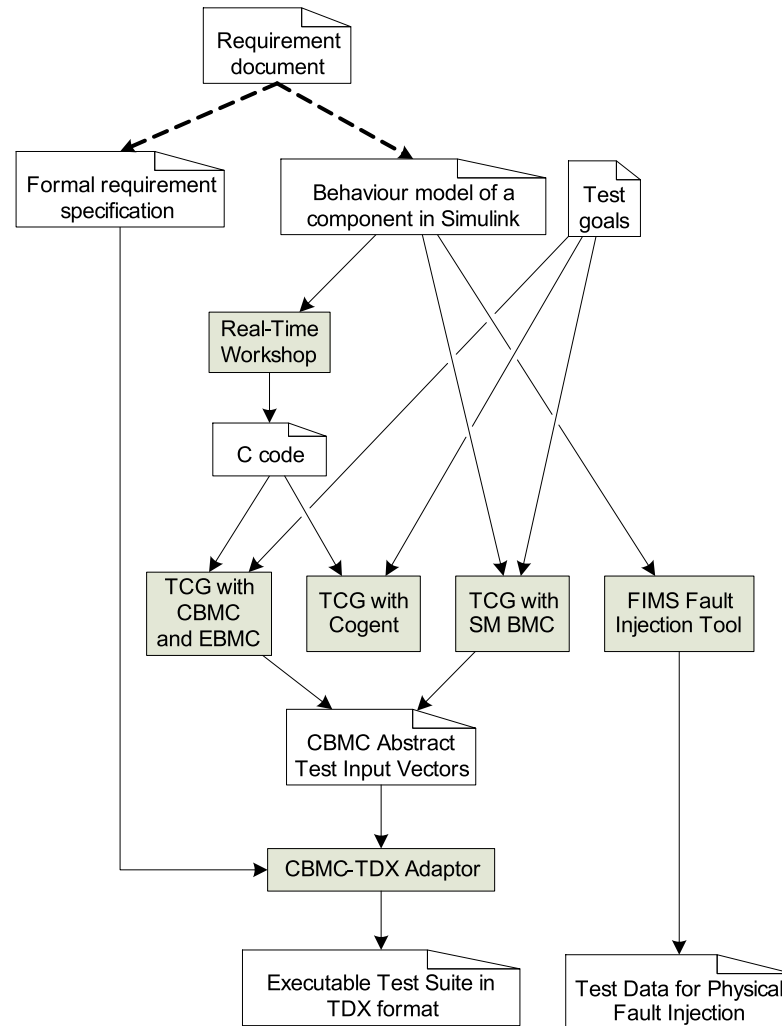 Requirement
document
Formal requirement
specification
Behaviour model of a
component in Simulink
Test
goals
Real-Time
Workshop
C code
TCG with
CBMC
and EBMC
TCG with
Cogent
TCG with
SM BMC
FIMS Fault
Injection Tool
CBMC Abstract
Test Input Vectors
CBMC-TDX Adaptor
Executable Test Suite in
TDX format
Test Data for Physical
Fault Injection